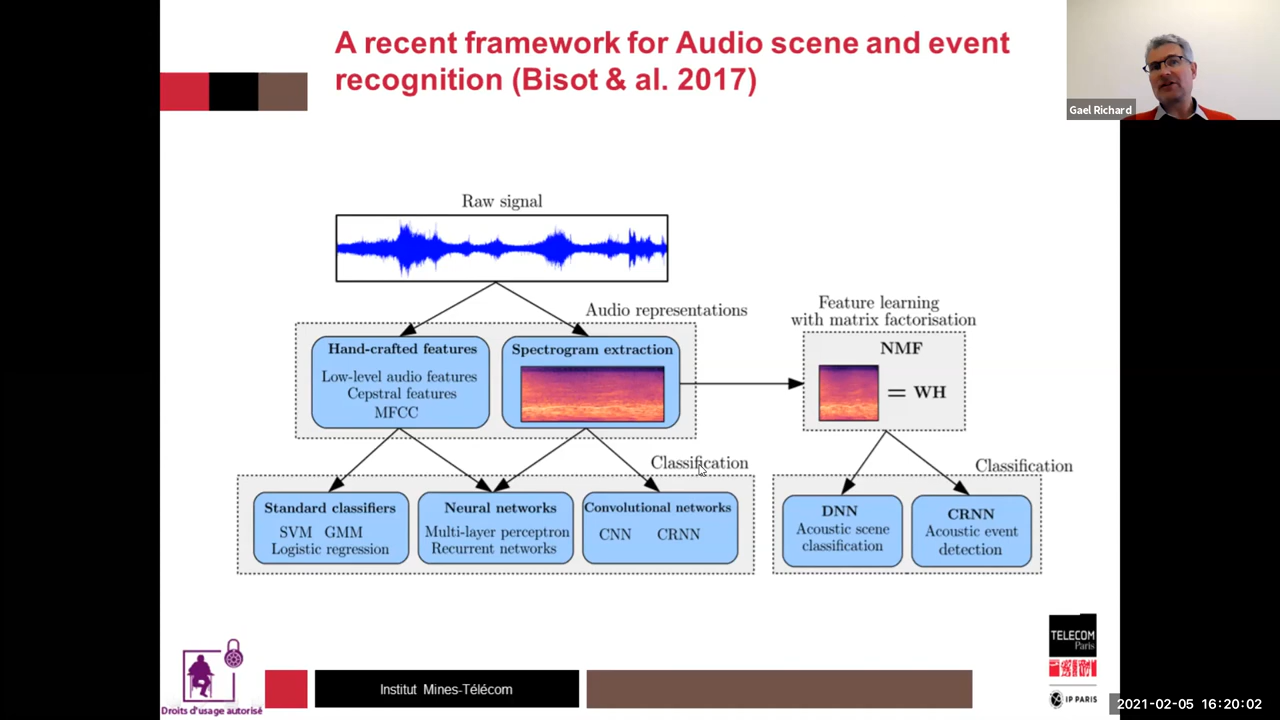 A recent framework for Audio scene and event
recognition (Bisot & al. 2017)
Gael Richard
Raw signal
Audio representations
Hand-crafted features
Low-level audio features
Cepstral features
MFCC
Spectrogram extraction
Feature learning
with matrix factorisation
NMF
= WH
Classification
Standard classifiers
SVM GMM
Logistic regression
Neural networks
Multi-layer perceptron
Recurrent networks
Convolutional networks
CNN CRNN
Classification
DNN
Acoustic scene
classification
CRNN
Acoustic event
detection
Droits d'usage autorisé
Institut Mines-Télécom
TELECOM
Paris
IP PARIS
2021-02-05 16:20:02